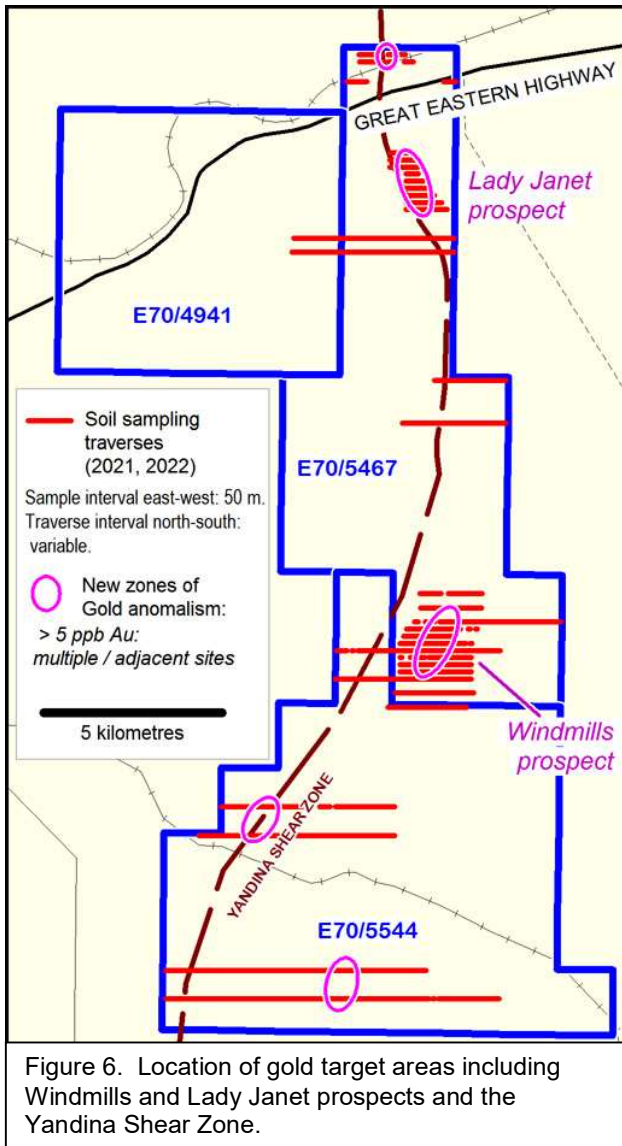 GREAT EASTERN HIGHWAY
Lady Janet
prospect
E70/4941
Soil sampling
traverses
(2021, 2022)
Sample interval east-west: 50 m.
Traverse interval north-south:
variable.
New zones of
Gold anomalism:
> 5 ppb Au:
multiple / adjacent sites
5 kilometres
E70/5467
Windmills
prospect
YANDINA SHEAR ZONE
E70/5544
Figure 6. Location of gold target areas including
Windmills and Lady Janet prospects and the
Yandina Shear Zone.